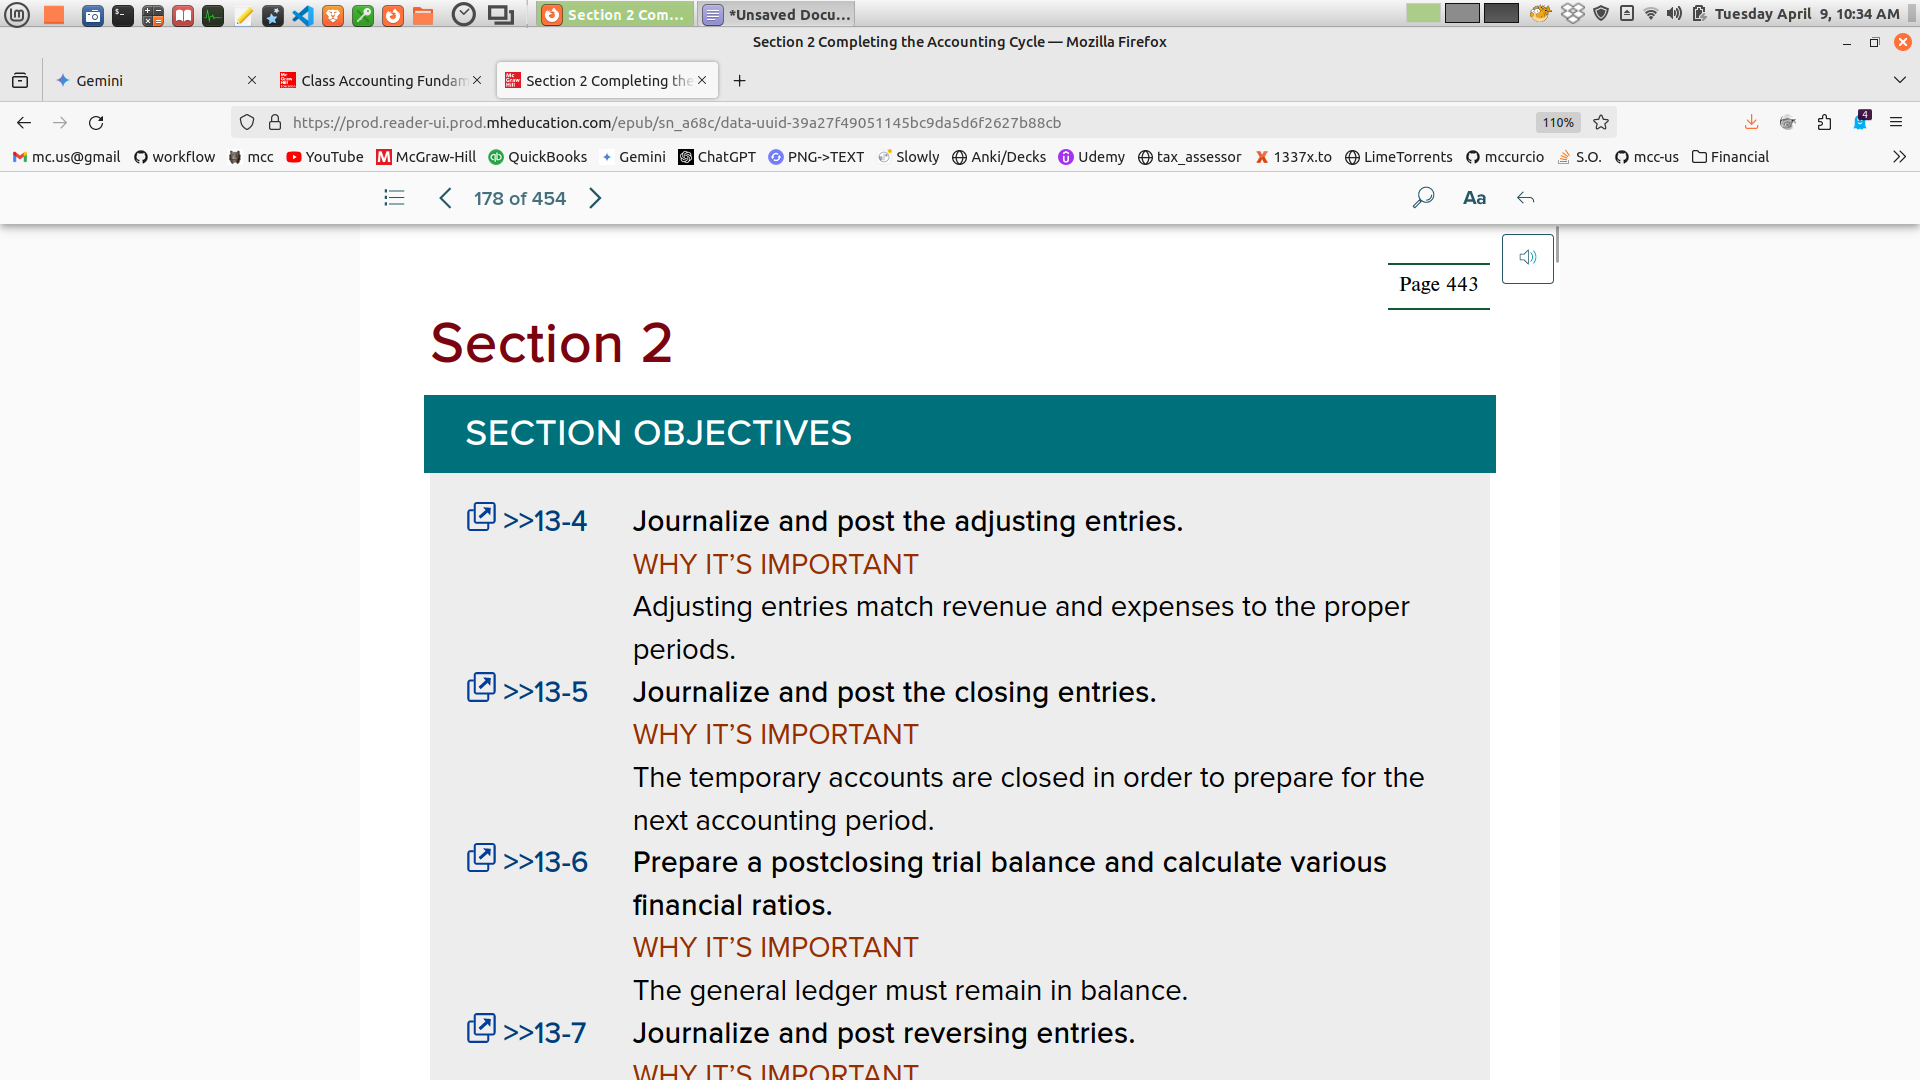 Section 2 Com... *Unsaved Docu... Tuesday April 9, 10:34 AM
Section 2 Completing the Accounting Cycle — Mozilla Firefox
Gemini Class Accounting Fundam Section 2 Completing the
https://prod.reader-ui.prod.mheducation.com/epub/sn_a68c/data-uuid-39a27f49051145bc9da5d6f2627b88cb 110% 4
mc.us@gmail workflow mcc YouTube McGraw-Hill QuickBooks Gemini ChatGPT PNG->TEXT Slowly Anki/Decks Udemy tax_assessor 1337x.to LimeTorrents mccurcio S.O. mcc-us Financial
178 of 454 Aa
Page 443
Section 2
SECTION OBJECTIVES
>>13-4 Journalize and post the adjusting entries.
WHY IT’S IMPORTANT
Adjusting entries match revenue and expenses to the proper
periods.
>>13-5 Journalize and post the closing entries.
WHY IT’S IMPORTANT
The temporary accounts are closed in order to prepare for the
next accounting period.
>>13-6 Prepare a postclosing trial balance and calculate various
financial ratios.
WHY IT’S IMPORTANT
The general ledger must remain in balance.
>>13-7 Journalize and post reversing entries.
WHY IT’S IMPORTANT